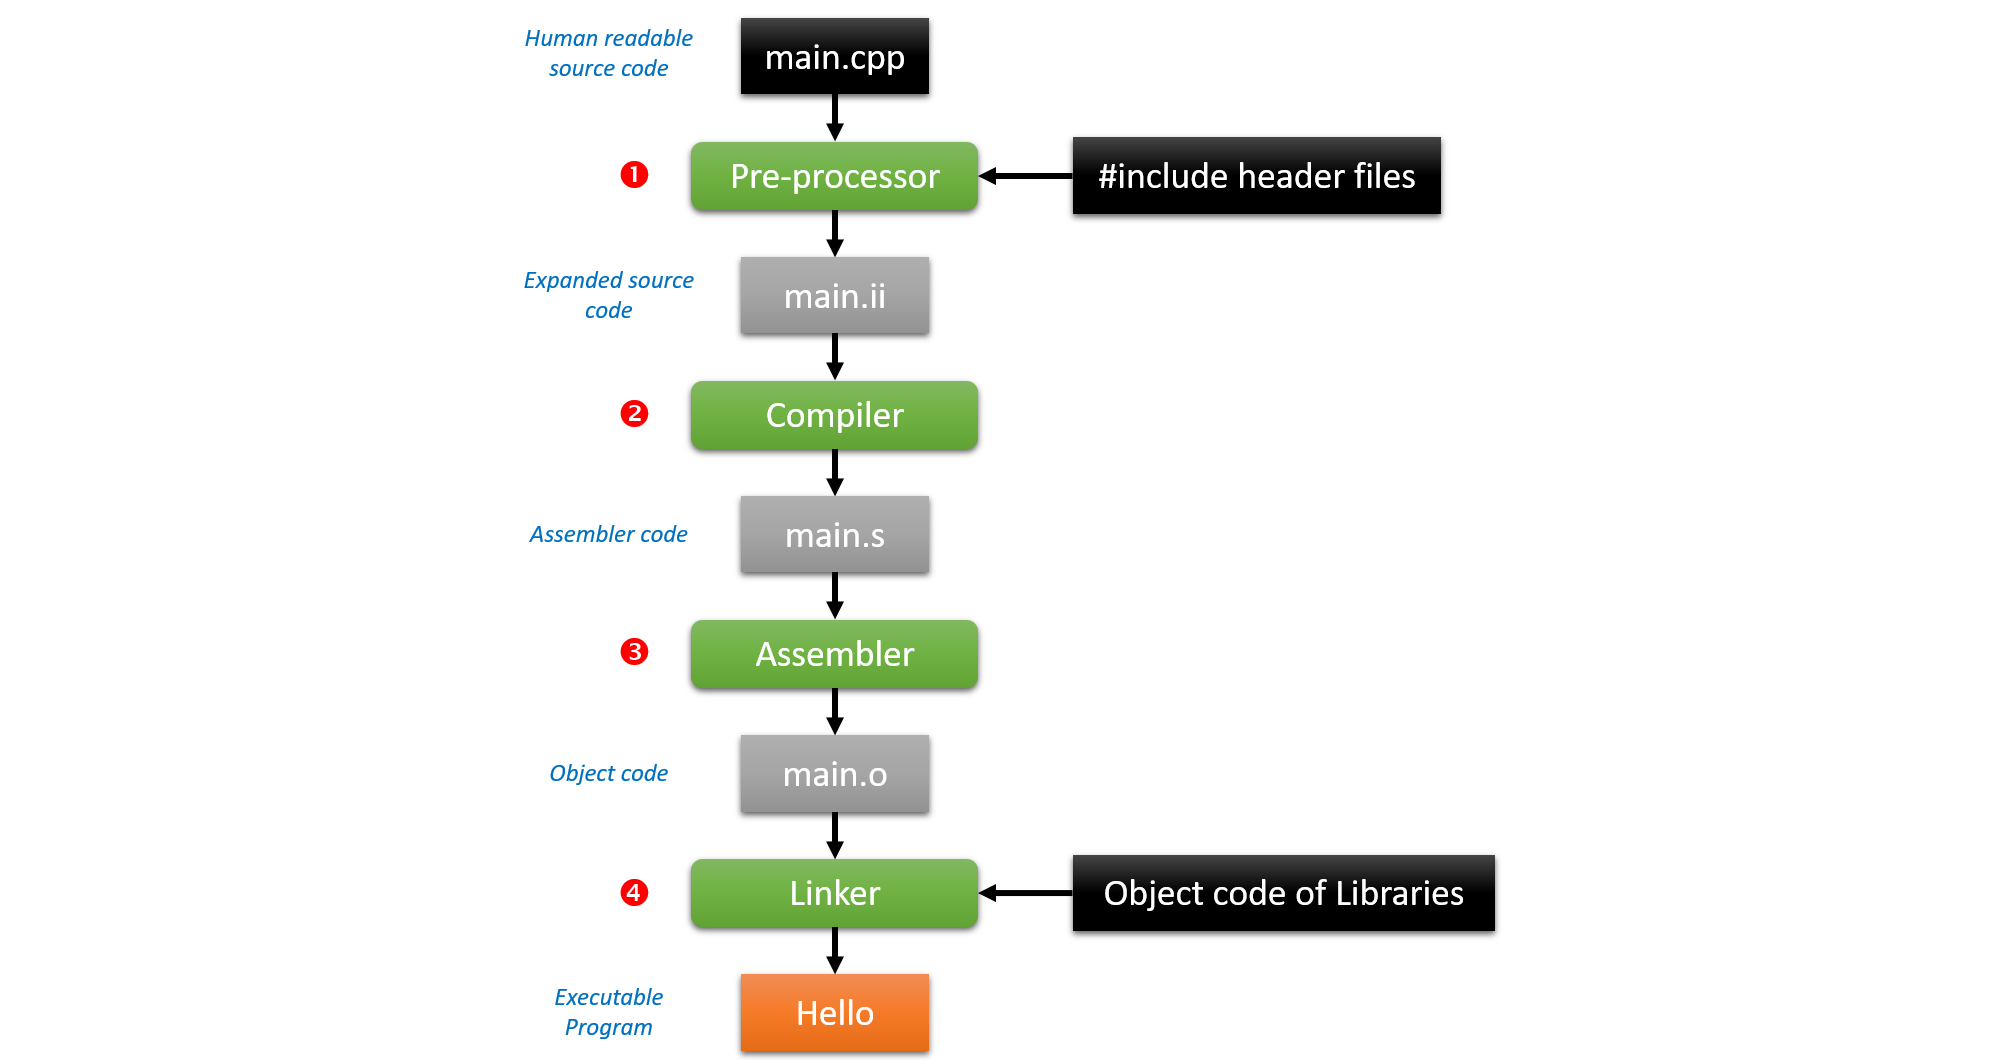 Human readable
source code
main.cpp
❶
Pre-processor
#include header files
Expanded source
code
main.ii
❷
Compiler
Assembler code
main.s
❸
Assembler
Object code
main.o
❹
Linker
Object code of Libraries
Executable
Program
Hello